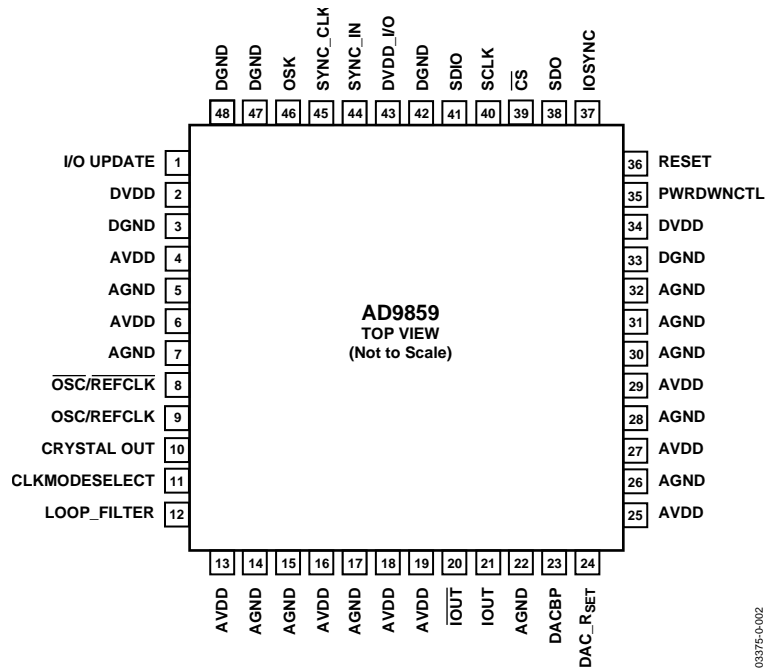 DGND DGND OSK SYNC_CLK SYNC_IN DVDD_I/O DGND SDIO SCLK C̅S̅ SDO IOSYNC
48 47 46 45 44 43 42 41 40 39 38 37
I/O UPDATE 1
DVDD 2
DGND 3
AVDD 4
AGND 5
AVDD 6
AGND 7
O̅S̅C̅/R̅E̅F̅C̅L̅K̅ 8
OSC/REFCLK 9
CRYSTAL OUT 10
CLKMODESELECT 11
LOOP_FILTER 12
AD9859
TOP VIEW
(Not to Scale)
36 RESET
35 PWRDWNCTL
34 DVDD
33 DGND
32 AGND
31 AGND
30 AGND
29 AVDD
28 AGND
27 AVDD
26 AGND
25 AVDD
13 14 15 16 17 18 19 20 21 22 23 24
AVDD AGND AGND AVDD AGND AVDD AVDD I̅O̅U̅T̅ IOUT AGND DACBP DAC_RSET
03375-0-002